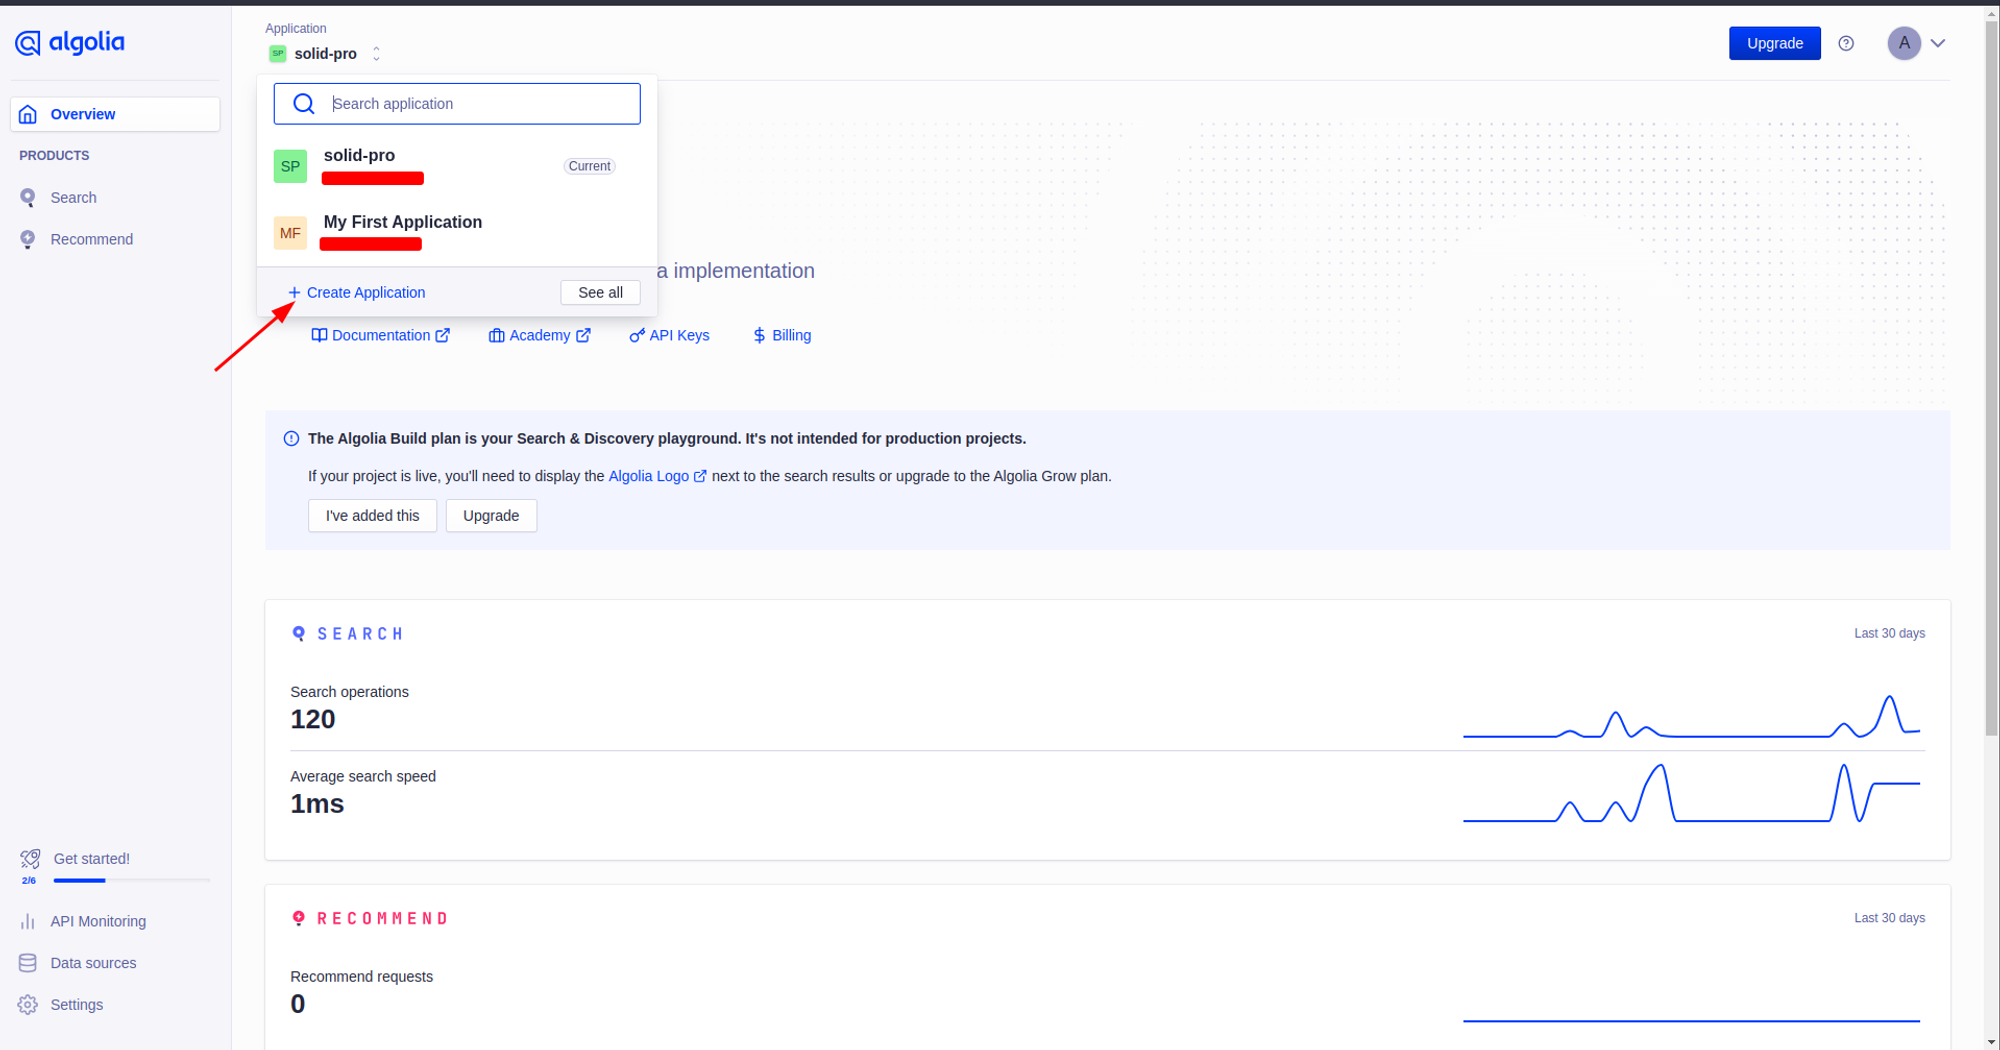 algolia
Application
SP solid-pro
Upgrade
A
Search application
Overview
PRODUCTS
SP solid-pro Current
Search
MF My First Application
Recommend
a implementation
+ Create Application See all
Documentation Academy API Keys $ Billing
The Algolia Build plan is your Search & Discovery playground. It's not intended for production projects.
If your project is live, you'll need to display the Algolia Logo next to the search results or upgrade to the Algolia Grow plan.
I've added this Upgrade
SEARCH Last 30 days
Search operations
120
Average search speed
1ms
Get started!
2/6
RECOMMEND Last 30 days
API Monitoring
Data sources
Recommend requests
0
Settings